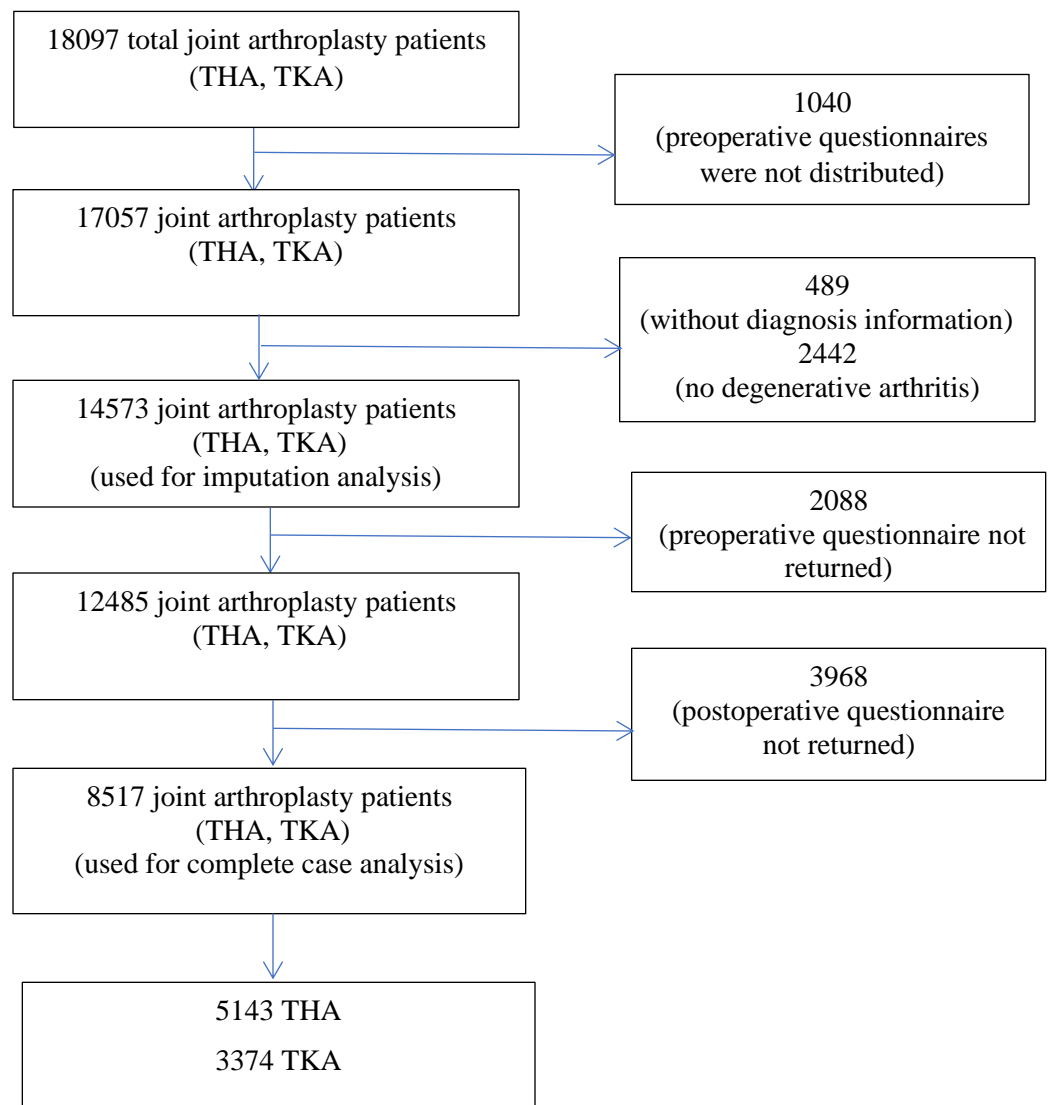 18097 total joint arthroplasty patients
(THA, TKA)
1040
(preoperative questionnaires
were not distributed)
17057 joint arthroplasty patients
(THA, TKA)
489
(without diagnosis information)
2442
(no degenerative arthritis)
14573 joint arthroplasty patients
(THA, TKA)
(used for imputation analysis)
2088
(preoperative questionnaire not
returned)
12485 joint arthroplasty patients
(THA, TKA)
3968
(postoperative questionnaire
not returned)
8517 joint arthroplasty patients
(THA, TKA)
(used for complete case analysis)
5143 THA
3374 TKA